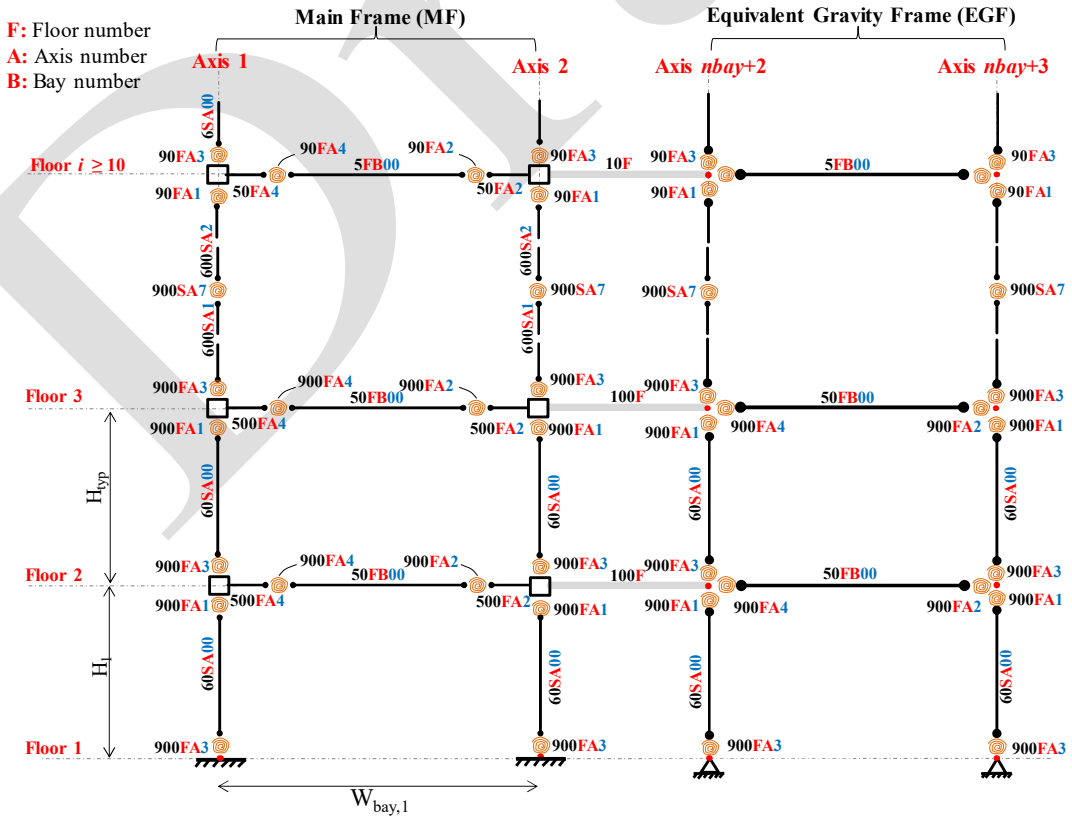 Main Frame (MF)
Equivalent Gravity Frame (EGF)
F: Floor number
A: Axis number
B: Bay number
Axis 1
Axis 2
Axis nbay+2
Axis nbay+3
6SA00
Floor i ≥ 10
90FA3
90FA4
5FB00
90FA2
90FA3
10F
90FA3
5FB00
90FA3
50FA4
50FA2
90FA1
90FA1
90FA1
90FA1
600SA2
600SA2
900SA7
900SA7
900SA7
900SA7
600SA1
600SA1
Floor 3
900FA3
900FA4
900FA2
900FA3
900FA3
50FB00
100F
50FB00
900FA3
500FA4
500FA2
900FA1
900FA1
900FA1
900FA4
900FA2
900FA1
Htyp
60SA00
60SA00
60SA00
60SA00
Floor 2
900FA3
900FA4
900FA2
900FA3
900FA3
50FB00
100F
50FB00
900FA3
500FA4
500FA2
900FA1
900FA1
900FA1
900FA4
900FA2
900FA1
H1
60SA00
60SA00
60SA00
60SA00
Floor 1
900FA3
900FA3
900FA3
900FA3
Wbay,1